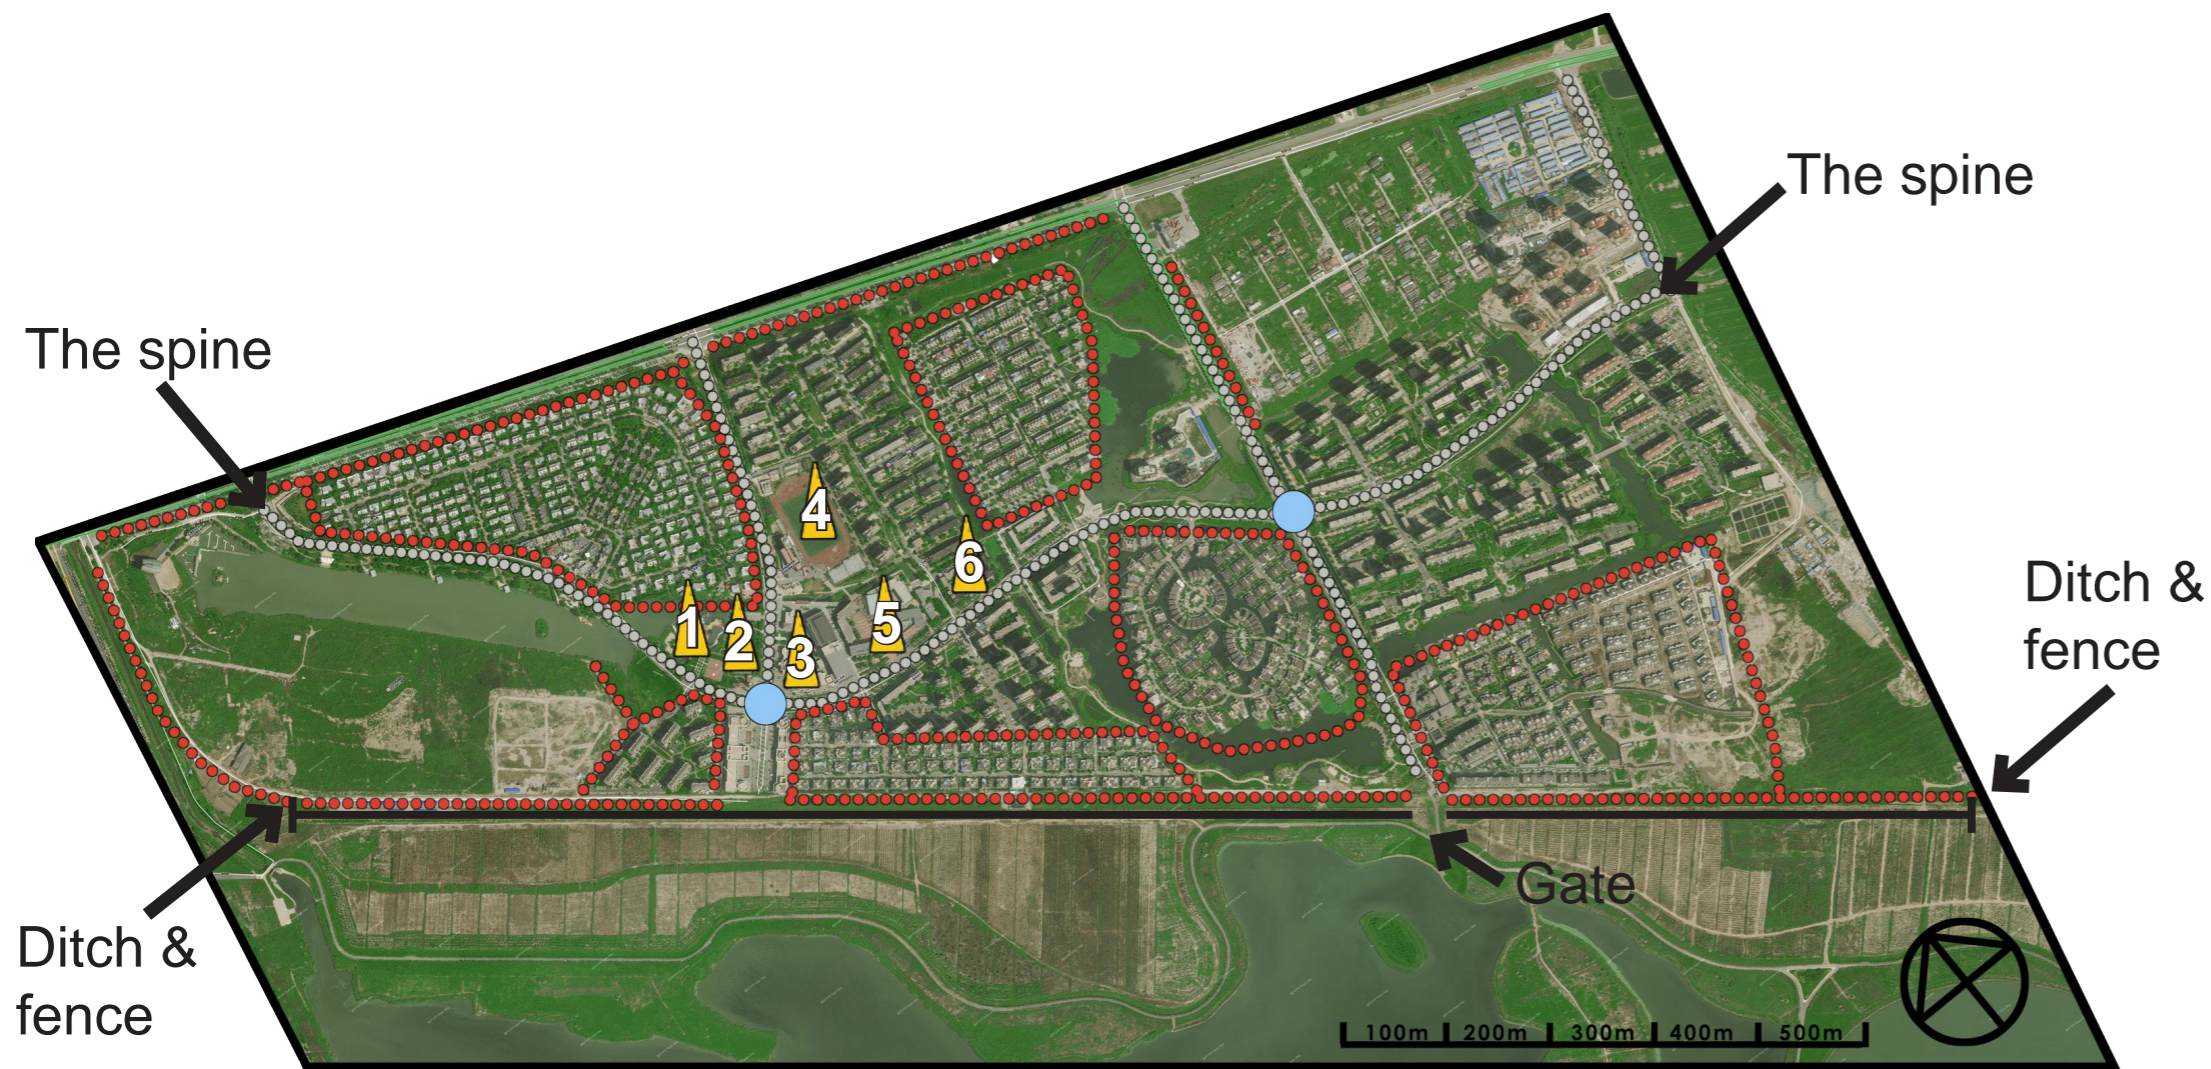 The spine
The spine
4
6
1
2
3
5
Ditch &
fence
Gate
Ditch &
fence
100m 200m 300m 400m 500m